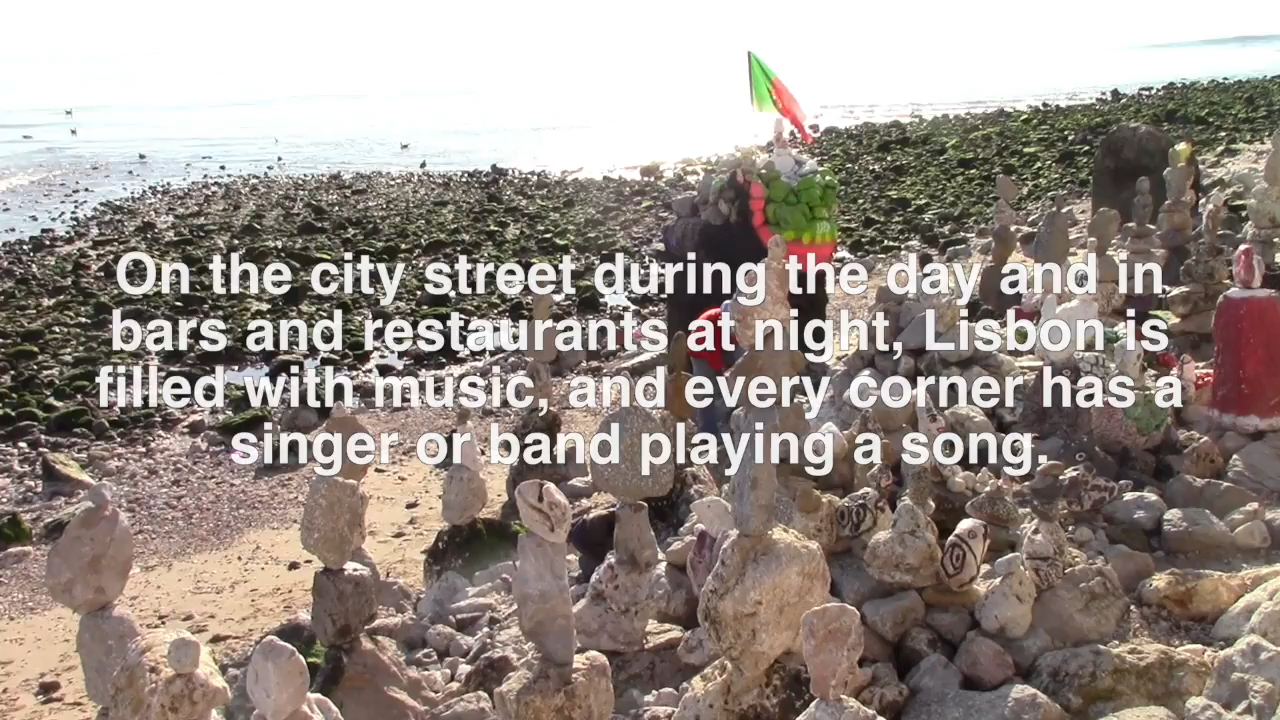 On the city street during the day and in
bars and restaurants at night, Lisbon is
filled with music, and every corner has a
singer or band playing a song.